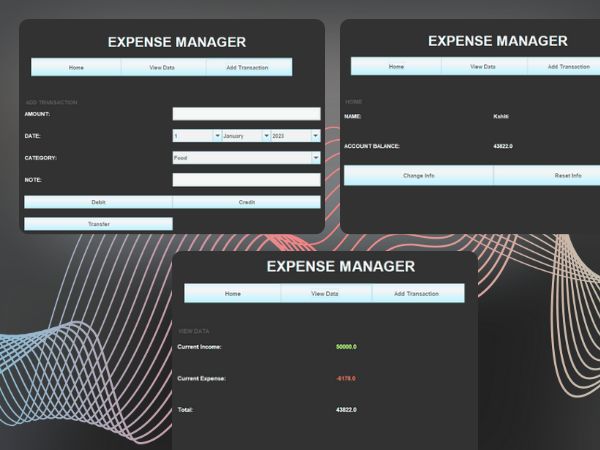 EXPENSE MANAGER
Home View Data Add Transaction
ADD TRANSACTION
AMOUNT:
DATE: 1 January 2023
CATEGORY: Food
NOTE:
Debit Credit
Transfer
EXPENSE MANAGER
Home View Data Add Transaction
HOME
NAME: Kshiti
ACCOUNT BALANCE: 43822.0
Change Info Reset Info
EXPENSE MANAGER
Home View Data Add Transaction
VIEW DATA
Current Income: 50000.0
Current Expense: -6178.0
Total: 43822.0